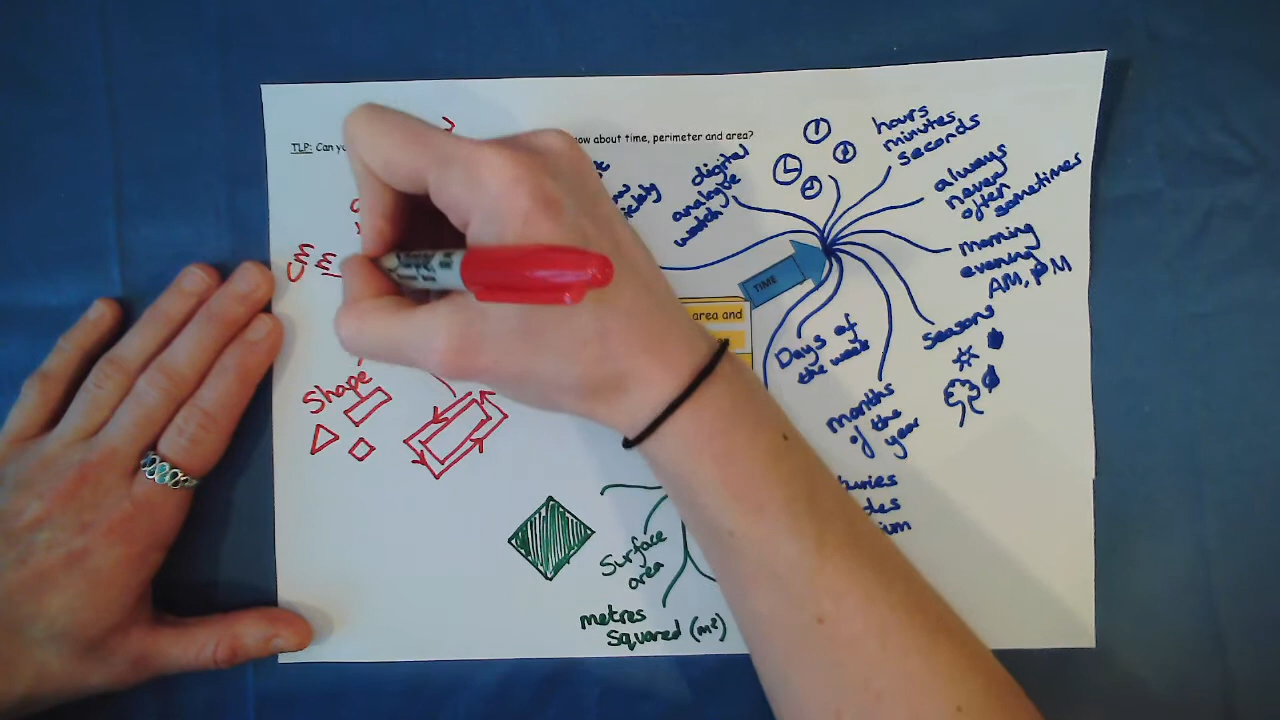 TLP: Can yo
now about time, perimeter and area?
cm
m
Shape
digital
analogue
watch
hours
minutes
seconds
always
never
often
sometimes
morning
evening
AM, PM
TIME
area and
Days of
the week
Seasons
months
of the
year
Surface
area
metres
squared (m²)